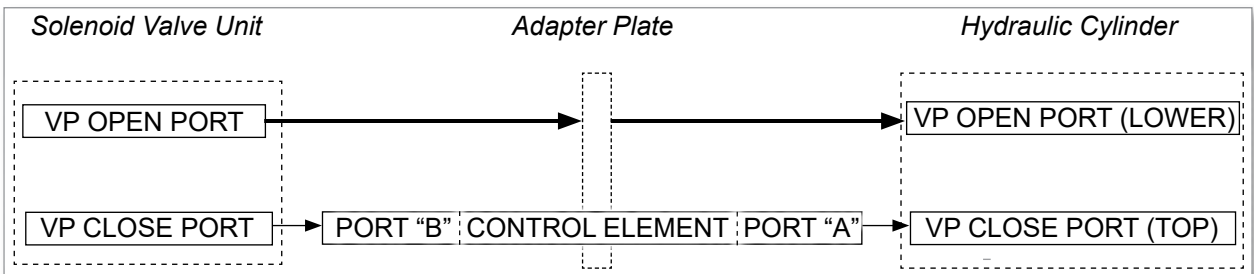 Solenoid Valve Unit Adapter Plate Hydraulic Cylinder
VP OPEN PORT VP OPEN PORT (LOWER)
VP CLOSE PORT PORT “B” CONTROL ELEMENT PORT “A” VP CLOSE PORT (TOP)